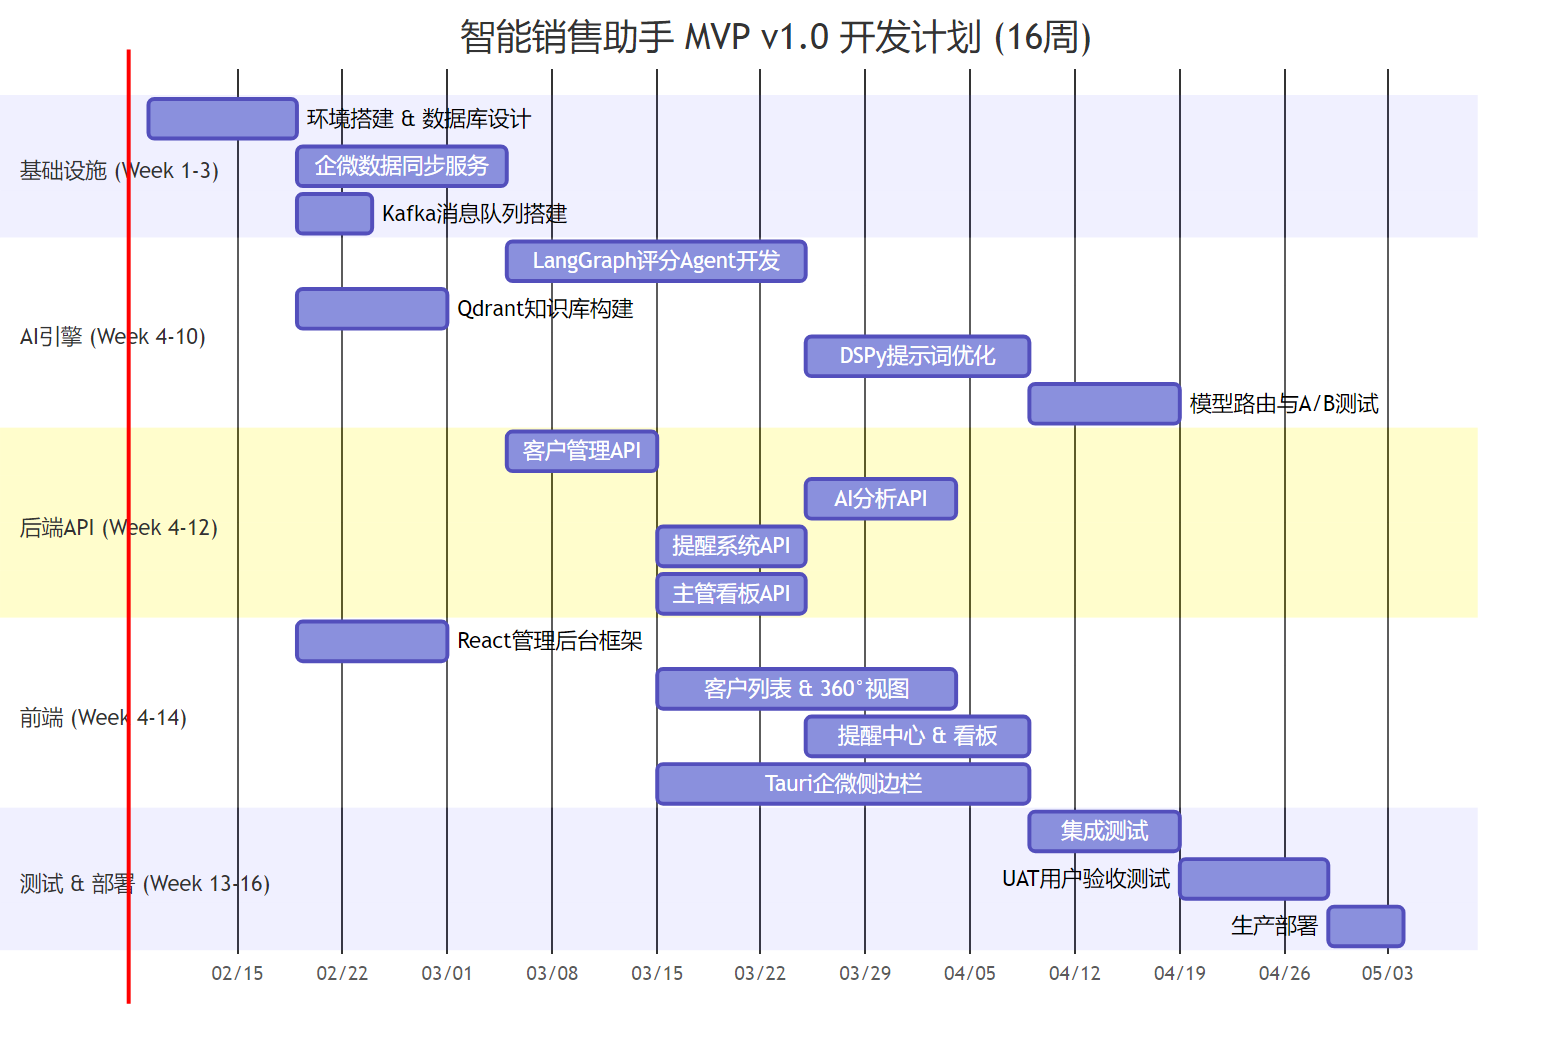 智能销售助手 MVP v1.0 开发计划 (16周)
环境搭建 & 数据库设计
企微数据同步服务
基础设施 (Week 1-3)
Kafka消息队列搭建
LangGraph评分Agent开发
Qdrant知识库构建
AI引擎 (Week 4-10)
DSPy提示词优化
模型路由与A/B测试
客户管理API
AI分析API
后端API (Week 4-12)
提醒系统API
主管看板API
React管理后台框架
客户列表 & 360°视图
前端 (Week 4-14)
提醒中心 & 看板
Tauri企微侧边栏
集成测试
UAT用户验收测试
测试 & 部署 (Week 13-16)
生产部署
02/15 02/22 03/01 03/08 03/15 03/22 03/29 04/05 04/12 04/19 04/26 05/03